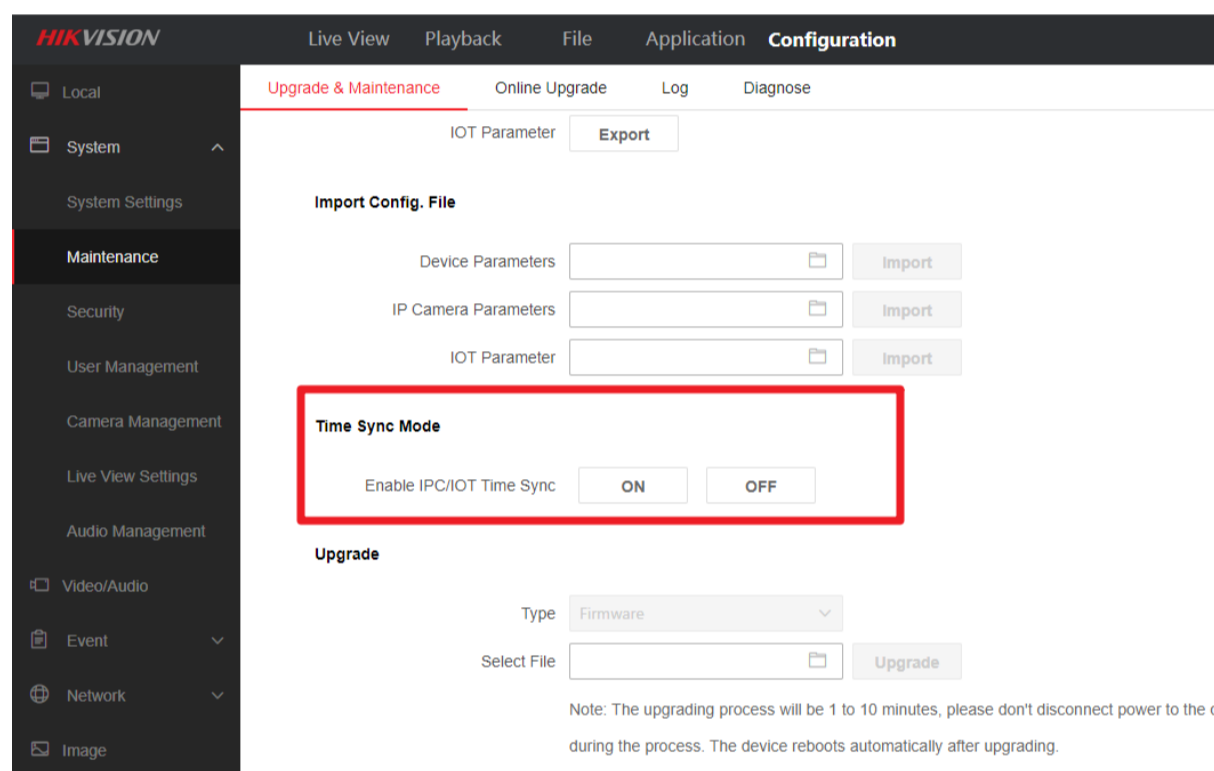 HIKVISION
Live View Playback File Application Configuration
Local
System
System Settings
Maintenance
Security
User Management
Camera Management
Live View Settings
Audio Management
Video/Audio
Event
Network
Image
Upgrade & Maintenance Online Upgrade Log Diagnose
IOT Parameter Export
Import Config. File
Device Parameters Import
IP Camera Parameters Import
IOT Parameter Import
Time Sync Mode
Enable IPC/IOT Time Sync ON OFF
Upgrade
Type Firmware
Select File Upgrade
Note: The upgrading process will be 1 to 10 minutes, please don't disconnect power to the
during the process. The device reboots automatically after upgrading.